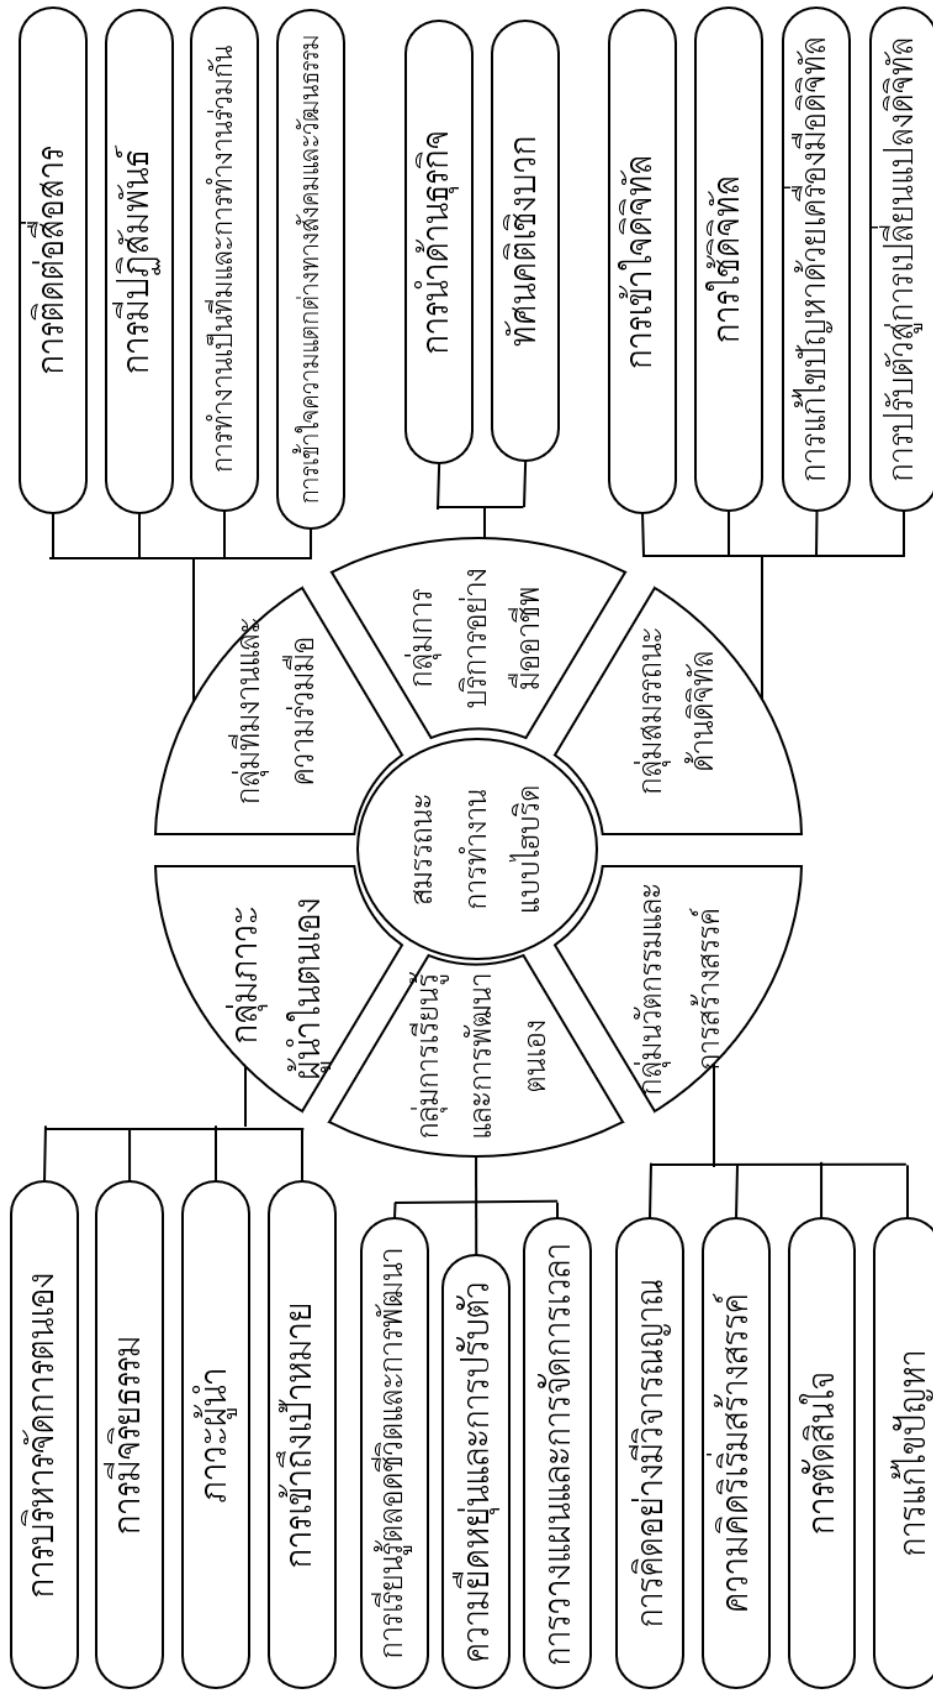 การบริหารจัดการตนเอง
การมีจริยธรรม
ภาวะผู้นำ
การเข้าถึงเป้าหมาย
กลุ่มภาวะ
ผู้นำในตนเอง
การติดต่อสื่อสาร
การมีปฏิสัมพันธ์
การทำงานเป็นทีมและการทำงานร่วมกัน
การเข้าใจความแตกต่างทางสังคมและวัฒนธรรม
กลุ่มทีมงานและ
ความร่วมมือ
การเรียนรู้ตลอดชีวิตและการพัฒนา
ความยืดหยุ่นและการปรับตัว
การวางแผนและการจัดการเวลา
กลุ่มการเรียนรู้
และการพัฒนา
ตนเอง
สมรรถนะ
การทำงาน
แบบไฮบริด
กลุ่มการ
บริการอย่าง
มืออาชีพ
การนำด้านธุรกิจ
ทัศนคติเชิงบวก
การคิดอย่างมีวิจารณญาณ
ความคิดริเริ่มสร้างสรรค์
การตัดสินใจ
การแก้ไขปัญหา
กลุ่มนวัตกรรมและ
การสร้างสรรค์
กลุ่มสมรรถนะ
ด้านดิจิทัล
การเข้าใจดิจิทัล
การใช้ดิจิทัล
การแก้ไขปัญหาด้วยเครื่องมือดิจิทัล
การปรับตัวสู่การเปลี่ยนแปลงดิจิทัล